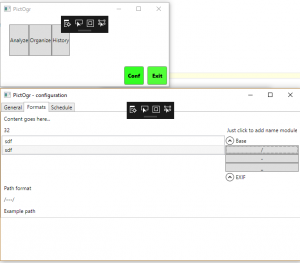 PictOgr
Analyze Organize History
Conf Exit
PictOgr - configuration
General Formats Schedule
Content goes here...
32
Just click to add name module
sdf
Base
sdf
/
-
EXIF
Path format
Example path